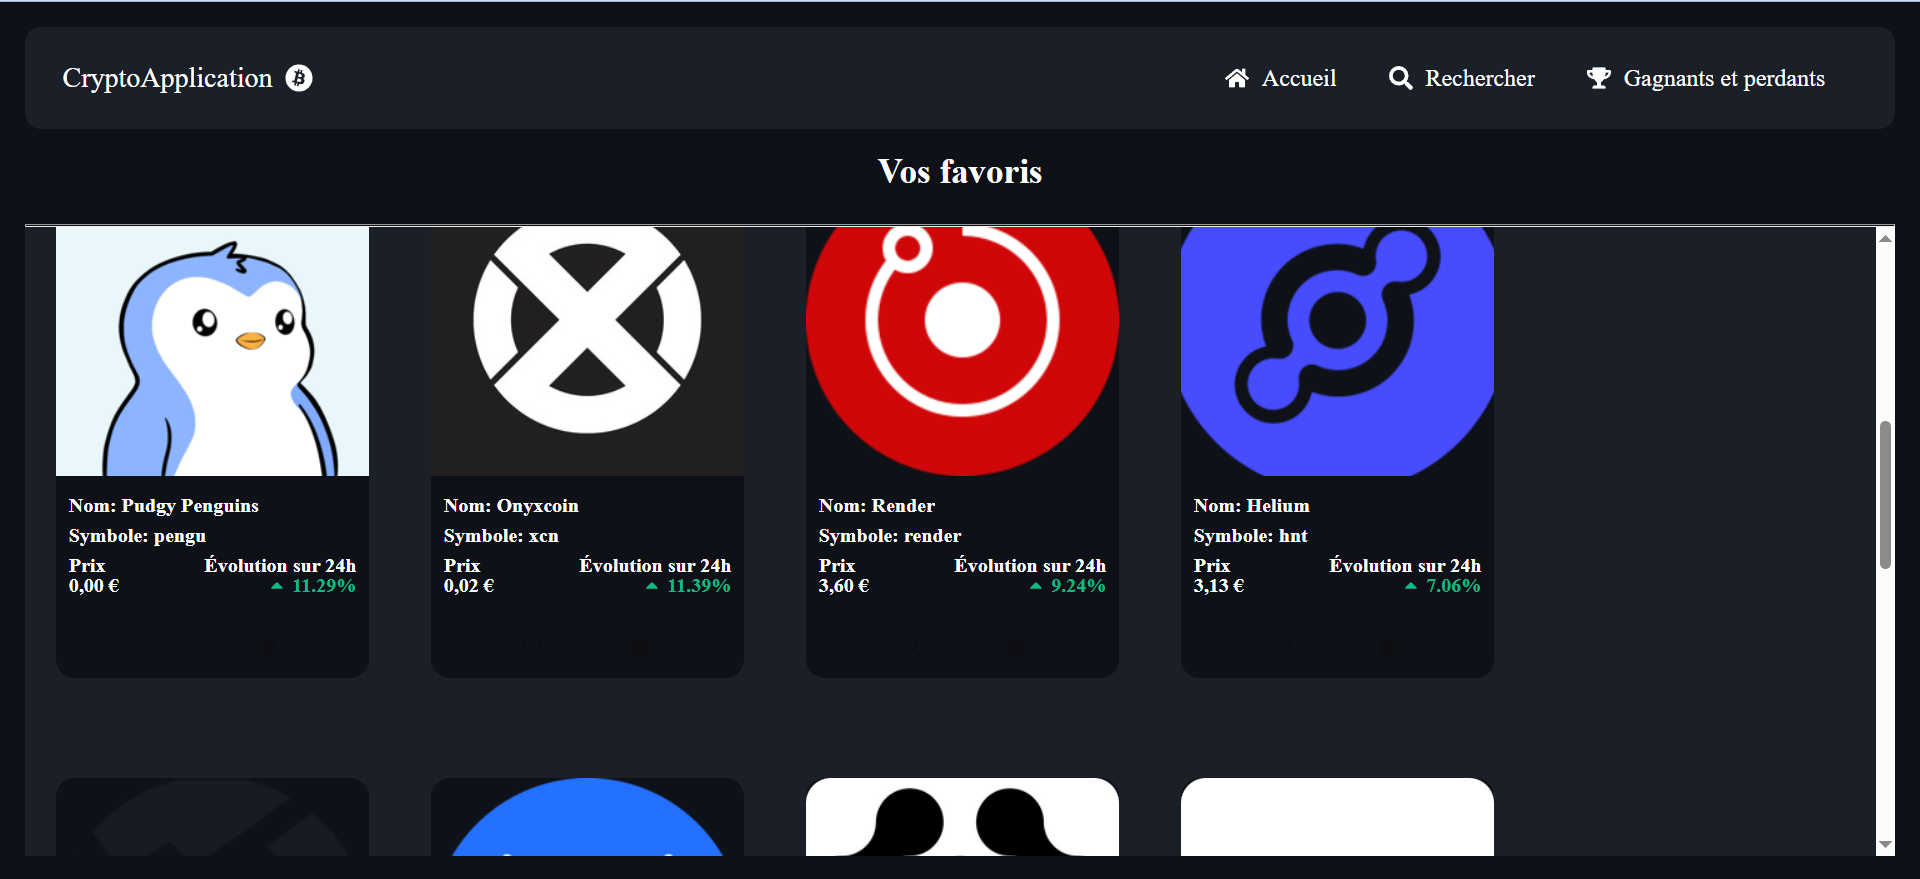 CryptoApplication
Accueil
Rechercher
Gagnants et perdants
Vos favoris
Nom: Pudgy Penguins
Symbole: pengu
Prix Évolution sur 24h
0,00 € 11.29%
Nom: Onyxcoin
Symbole: xcn
Prix Évolution sur 24h
0,02 € 11.39%
Nom: Render
Symbole: render
Prix Évolution sur 24h
3,60 € 9.24%
Nom: Helium
Symbole: hnt
Prix Évolution sur 24h
3,13 € 7.06%